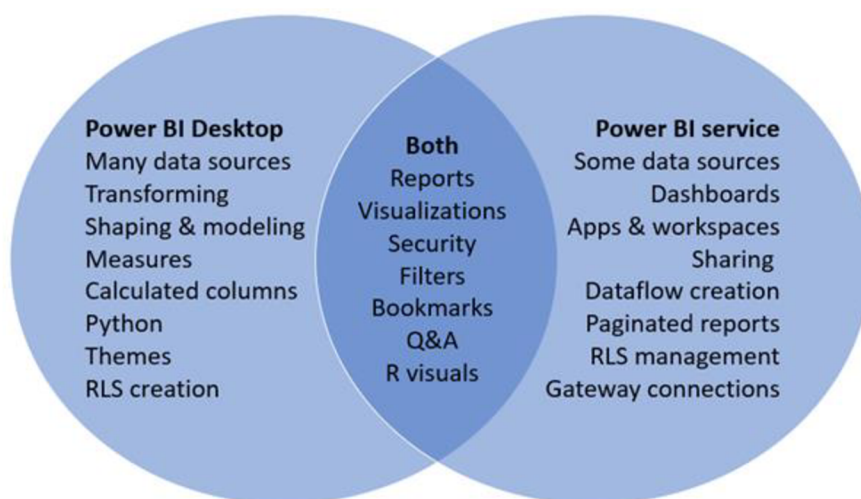 Power BI Desktop
Many data sources
Transforming
Shaping & modeling
Measures
Calculated columns
Python
Themes
RLS creation
Both
Reports
Visualizations
Security
Filters
Bookmarks
Q&A
R visuals
Power BI service
Some data sources
Dashboards
Apps & workspaces
Sharing
Dataflow creation
Paginated reports
RLS management
Gateway connections